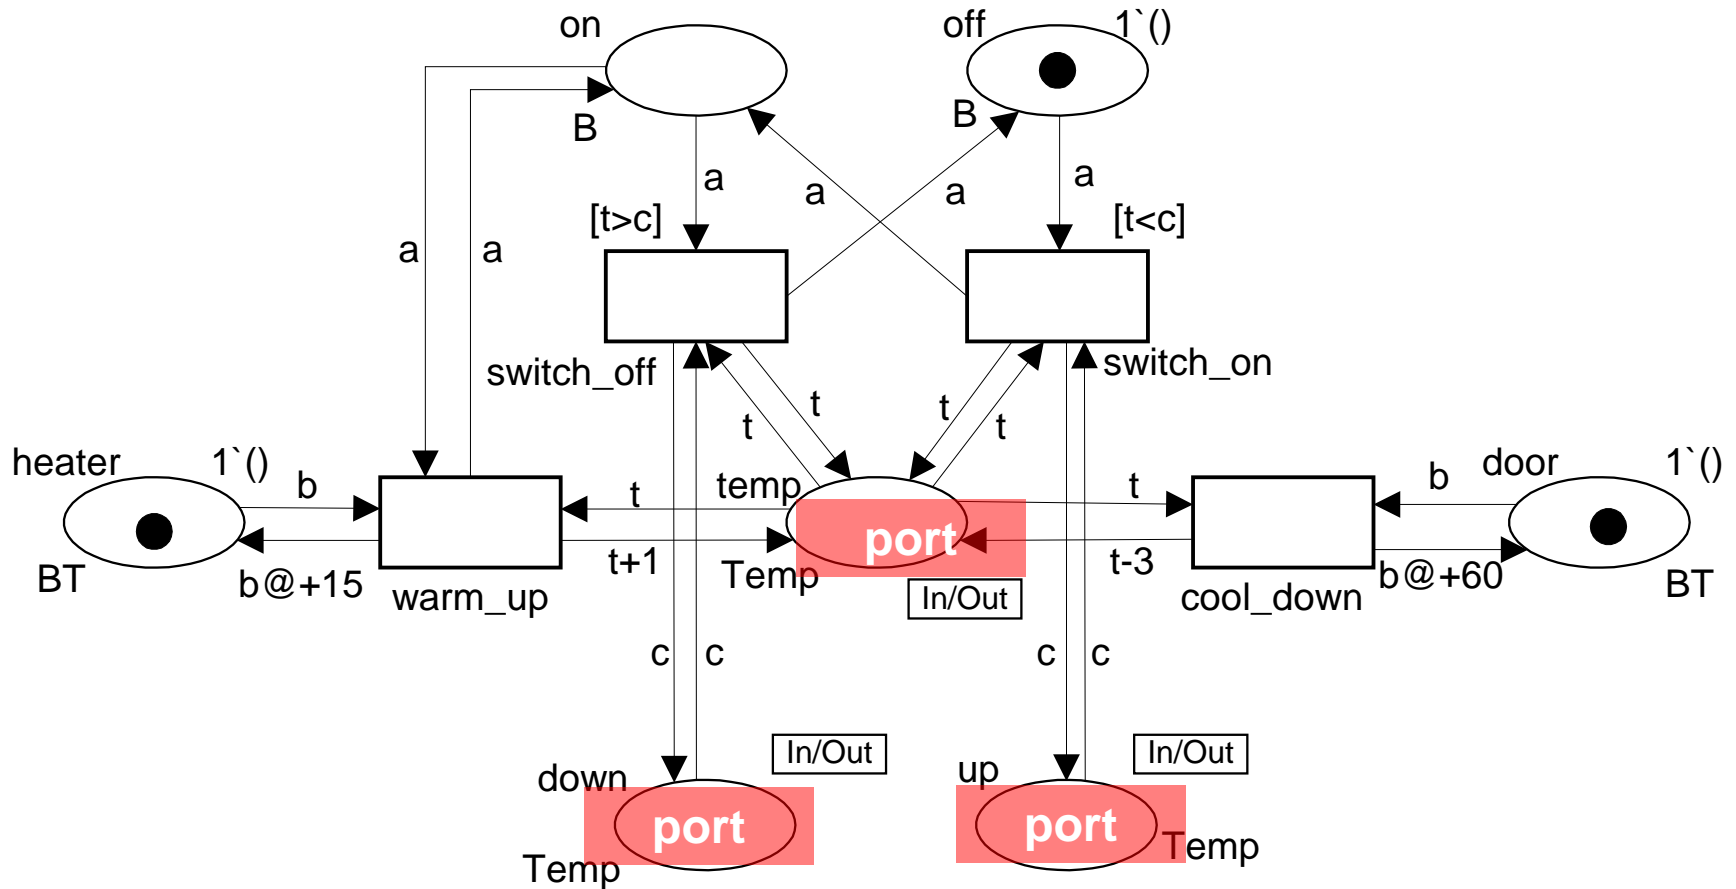 on
off
1`()
B
B
a
a
a
a
[t>c]
[t<c]
a
a
switch_off
switch_on
t
t
t
t
heater
1`()
b
t
temp
t
b
door
1`()
port
BT
b@+15
warm_up
t+1
Temp
In/Out
t-3
cool_down
b@+60
BT
c
c
c
c
In/Out
In/Out
down
up
port
port
Temp
Temp